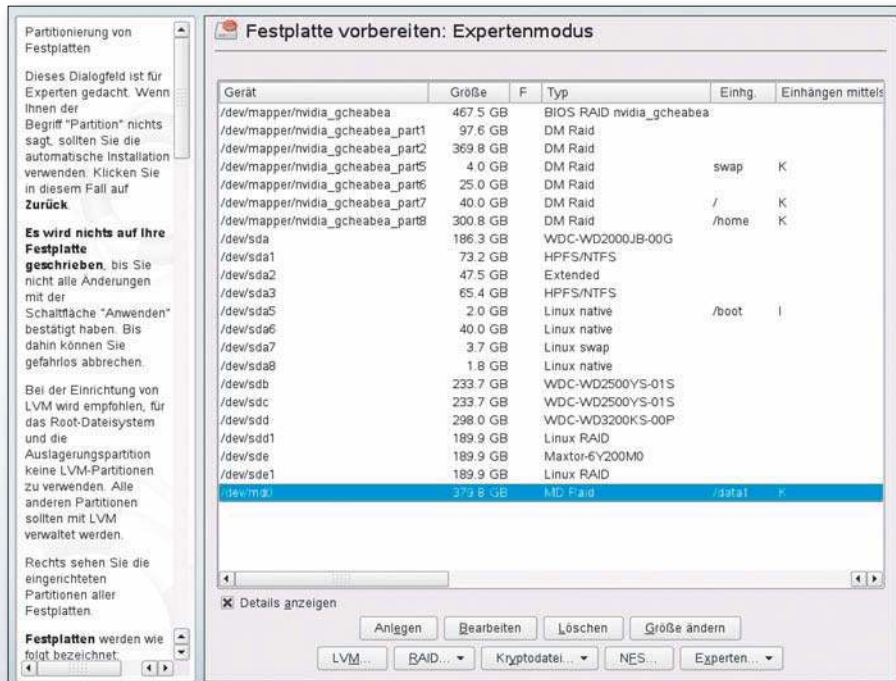 Partitionierung von
Festplatten
Dieses Dialogfeld ist für
Experten gedacht. Wenn
Ihnen der
Begriff "Partition" nichts
sagt, sollten Sie die
automatische Installation
verwenden. Klicken Sie
in diesem Fall auf
Zurück.
Es wird nichts auf Ihre
Festplatte
geschrieben, bis Sie
nicht alle Änderungen
mit der
Schaltfläche "Anwenden"
bestätigt haben. Bis
dahin können Sie
gefahrlos abbrechen.
Bei der Einrichtung von
LVM wird empfohlen, für
das Root-Dateisystem
und die
Auslagerungspartition
keine LVM-Partitionen
zu verwenden. Alle
anderen Partitionen
sollten mit LVM
verwaltet werden.
Rechts sehen Sie die
eingerichteten
Partitionen aller
Festplatten.
Festplatten werden wie
folgt bezeichnet:
Festplatte vorbereiten: Expertenmodus
Gerät Größe F Typ Einhg. Einhängen mittels
/dev/mapper/nvidia_gcheabea 467.5 GB BIOS RAID nvidia_gcheabea
/dev/mapper/nvidia_gcheabea_part1 97.6 GB DM Raid
/dev/mapper/nvidia_gcheabea_part2 369.8 GB DM Raid
/dev/mapper/nvidia_gcheabea_part5 4.0 GB DM Raid swap K
/dev/mapper/nvidia_gcheabea_part6 25.0 GB DM Raid
/dev/mapper/nvidia_gcheabea_part7 40.0 GB DM Raid / K
/dev/mapper/nvidia_gcheabea_part8 300.8 GB DM Raid /home K
/dev/sda 186.3 GB WDC-WD2000JB-00G
/dev/sda1 73.2 GB HPFS/NTFS
/dev/sda2 47.5 GB Extended
/dev/sda3 65.4 GB HPFS/NTFS
/dev/sda5 2.0 GB Linux native /boot I
/dev/sda6 40.0 GB Linux native
/dev/sda7 3.7 GB Linux swap
/dev/sda8 1.8 GB Linux native
/dev/sdb 233.7 GB WDC-WD2500YS-01S
/dev/sdc 233.7 GB WDC-WD2500YS-01S
/dev/sdd 298.0 GB WDC-WD3200KS-00P
/dev/sdd1 189.9 GB Linux RAID
/dev/sde 189.9 GB Maxtor-6Y200M0
/dev/sde1 189.9 GB Linux RAID
/dev/md0 379.8 GB MD Raid /data1 K
Details anzeigen
Anlegen Bearbeiten Löschen Größe ändern
LVM... RAID... Kryptodatei... NFS... Experten...